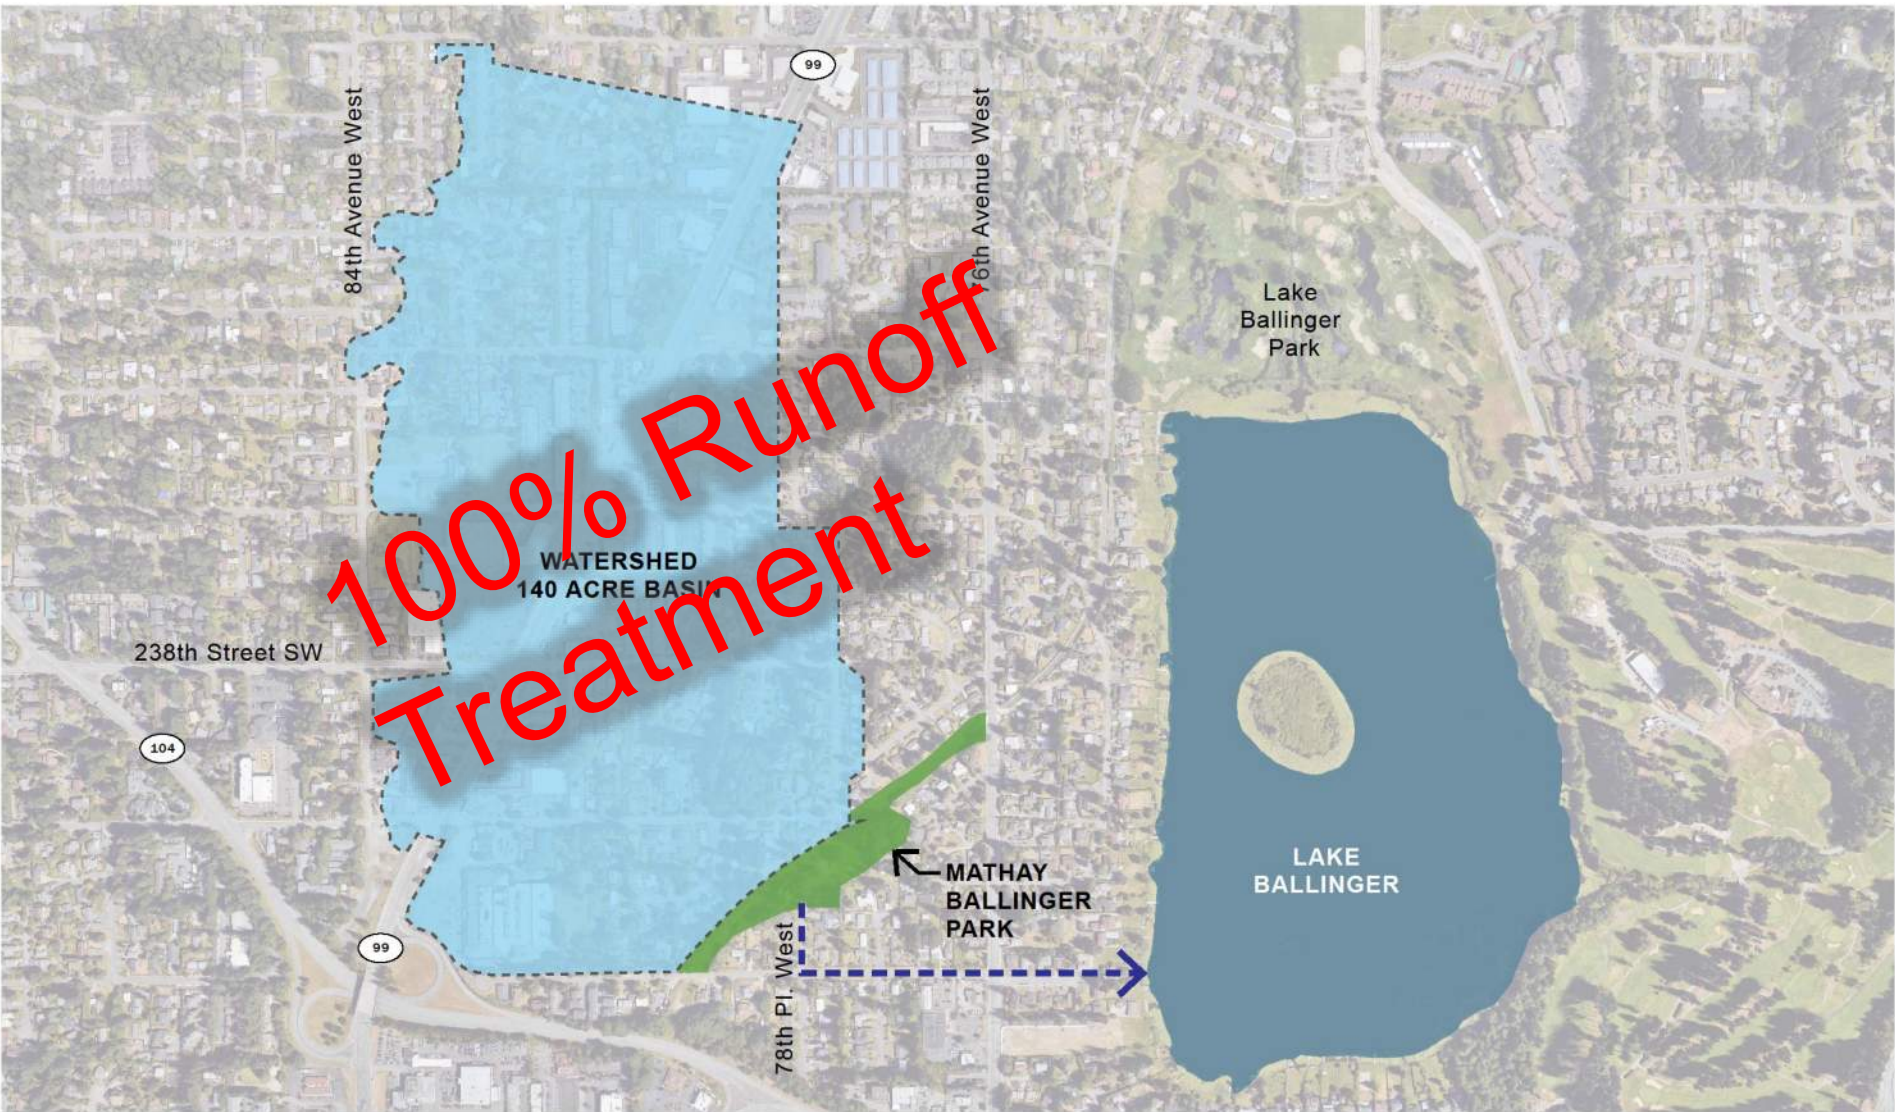 99
84th Avenue West
76th Avenue West
Lake
Ballinger
Park
100% Runoff
Treatment
WATERSHED
140 ACRE BASIN
238th Street SW
104
LAKE
BALLINGER
MATHAY
BALLINGER
PARK
99
78th Pl. West